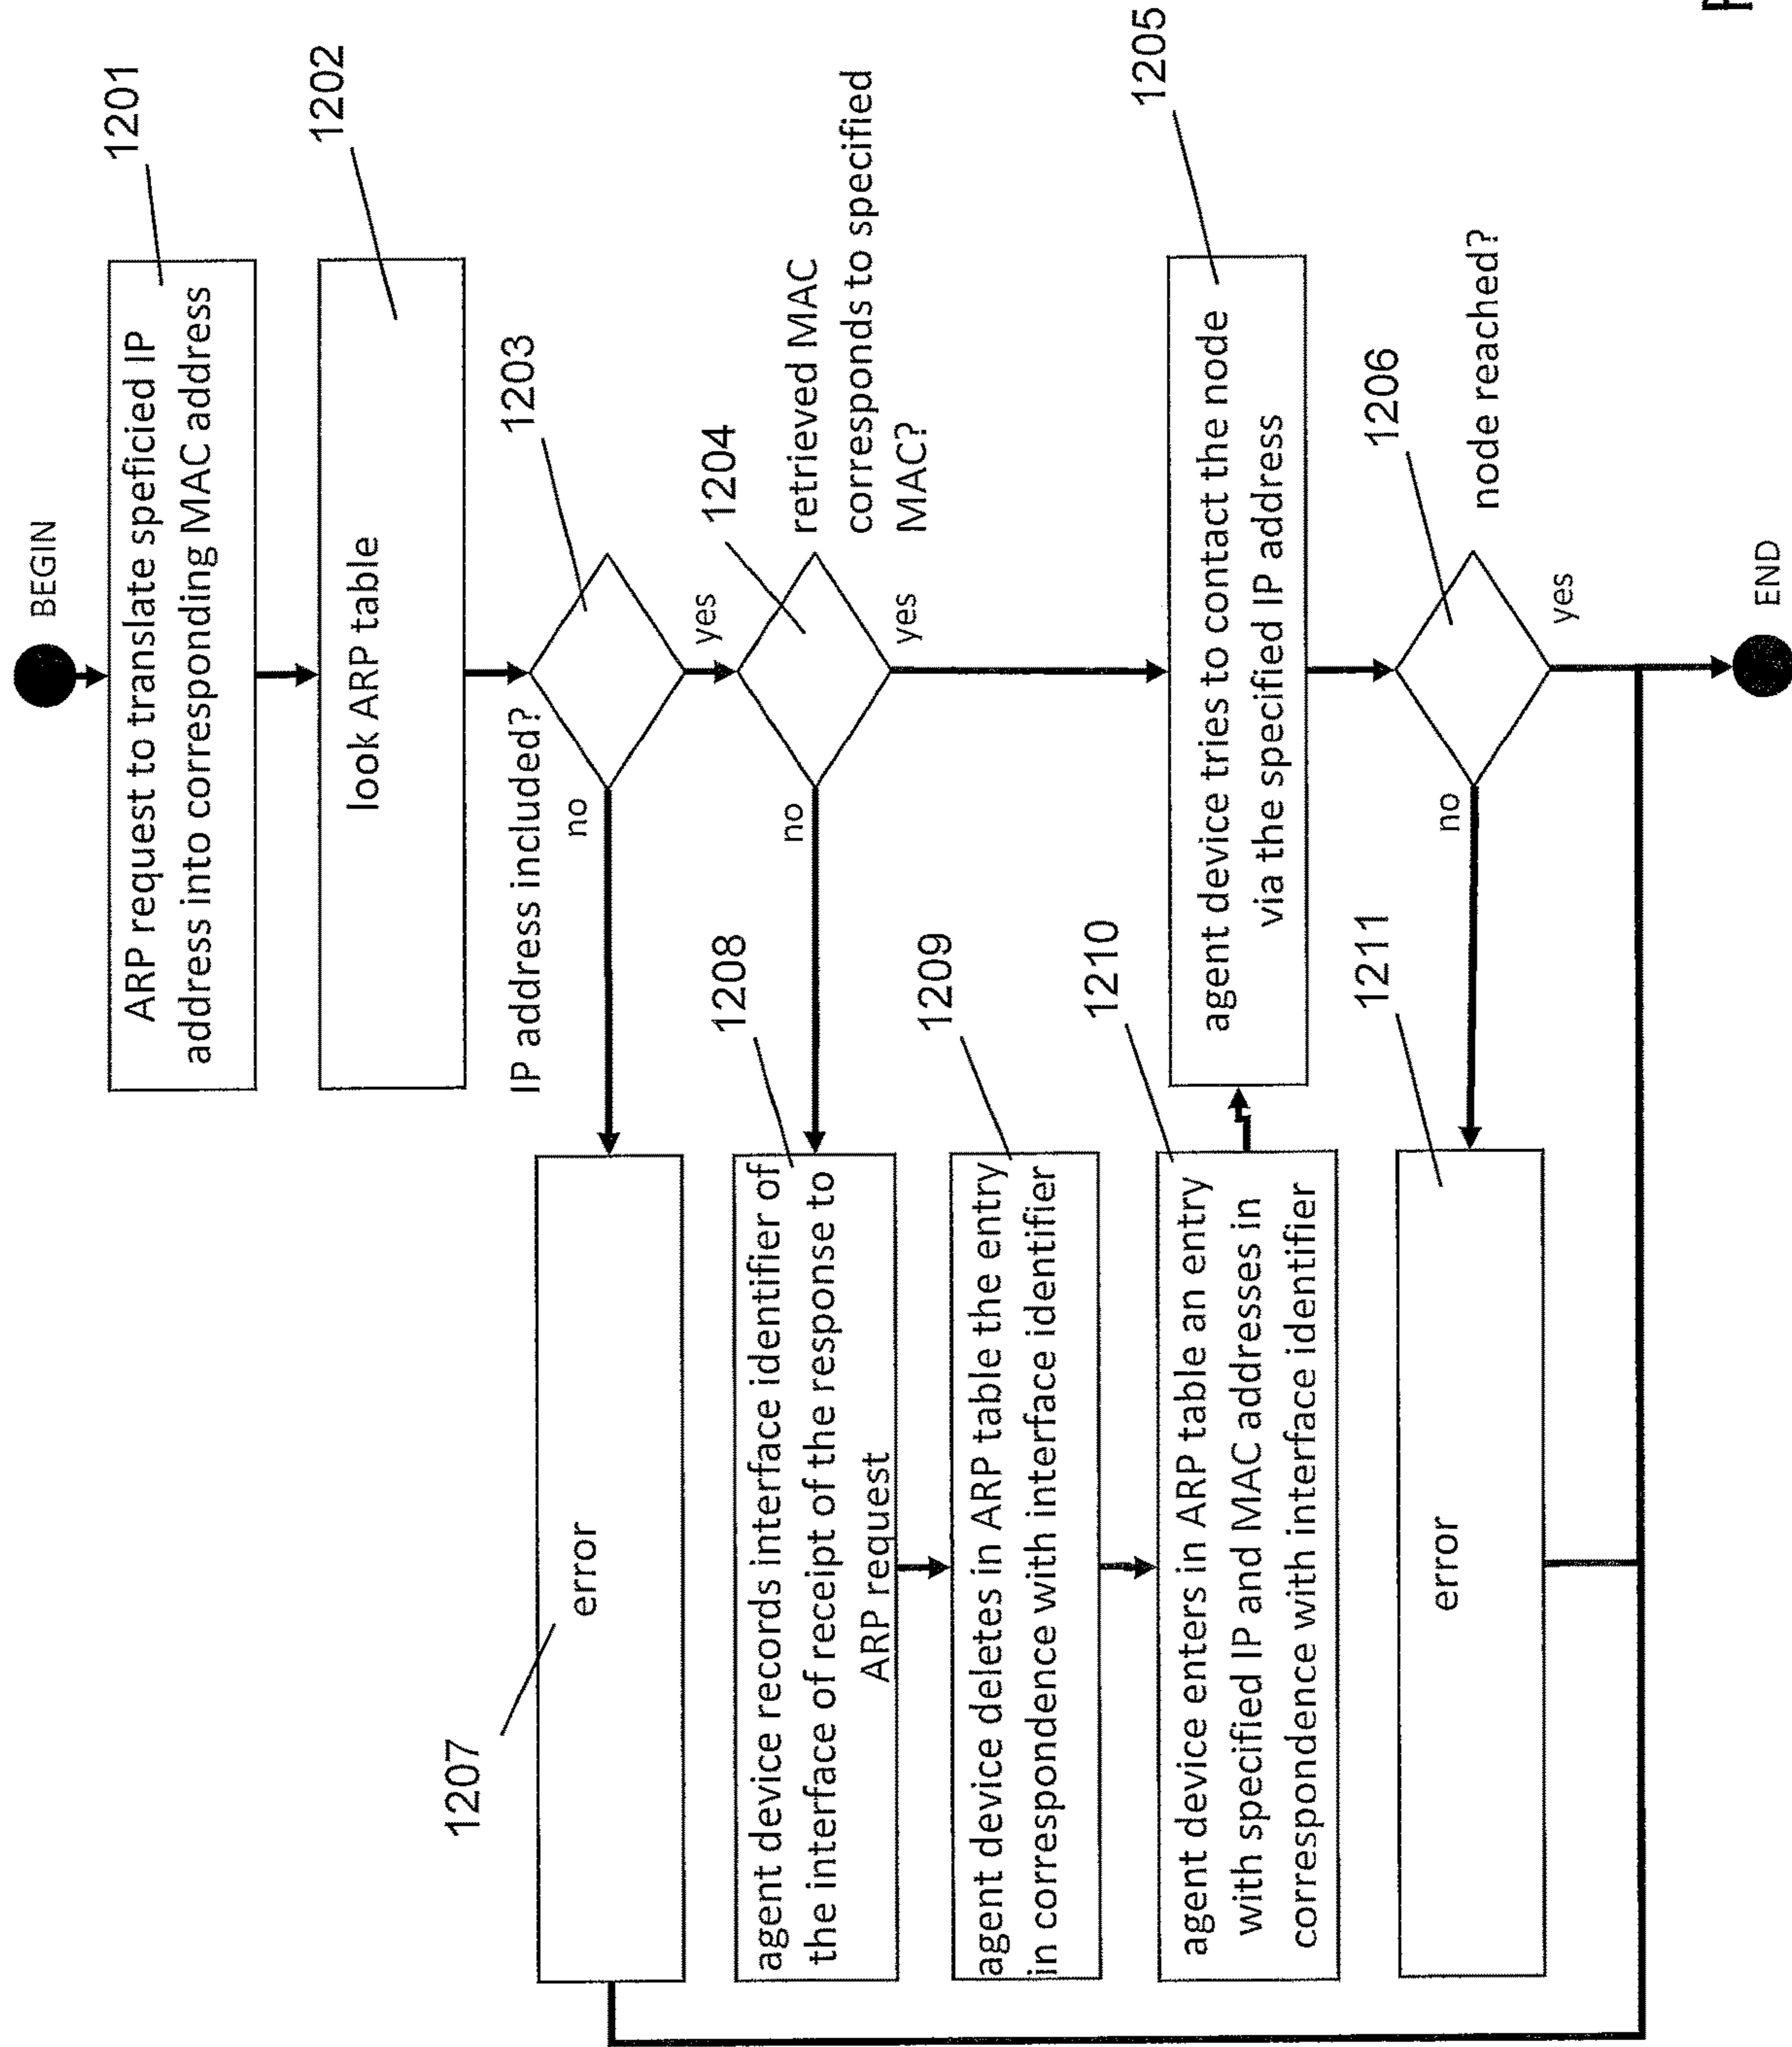 BEGIN
1201
ARP request to translate speficied IP
address into corresponding MAC address
1202
look ARP table
1203
IP address included?
no
yes
1204
retrieved MAC
corresponds to specified
MAC?
no
yes
1205
agent device tries to contact the node
via the specified IP address
1206
node reached?
no
yes
END
1207
error
1208
agent device records interface identifier of
the interface of receipt of the response to
ARP request
1209
agent device deletes in ARP table the entry
in correspondence with interface identifier
1210
agent device enters in ARP table an entry
with specified IP and MAC addresses in
correspondence with interface identifier
1211
error